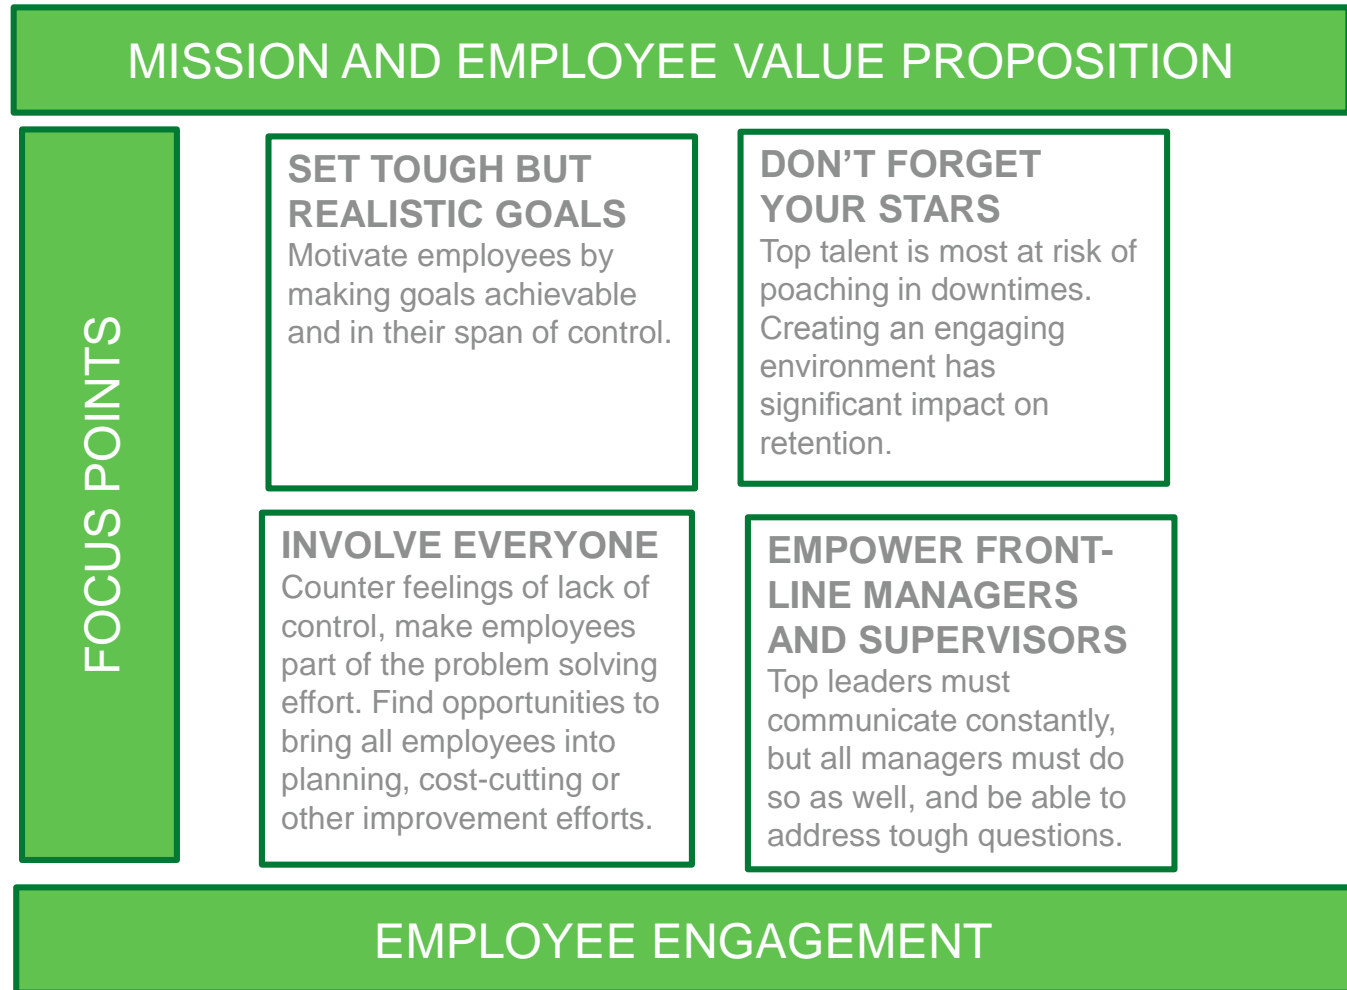 MISSION AND EMPLOYEE VALUE PROPOSITION
FOCUS POINTS
SET TOUGH BUT
REALISTIC GOALS
Motivate employees by
making goals achievable
and in their span of control.
DON’T FORGET
YOUR STARS
Top talent is most at risk of
poaching in downtimes.
Creating an engaging
environment has
significant impact on
retention.
INVOLVE EVERYONE
Counter feelings of lack of
control, make employees
part of the problem solving
effort. Find opportunities to
bring all employees into
planning, cost-cutting or
other improvement efforts.
EMPOWER FRONT-
LINE MANAGERS
AND SUPERVISORS
Top leaders must
communicate constantly,
but all managers must do
so as well, and be able to
address tough questions.
EMPLOYEE ENGAGEMENT